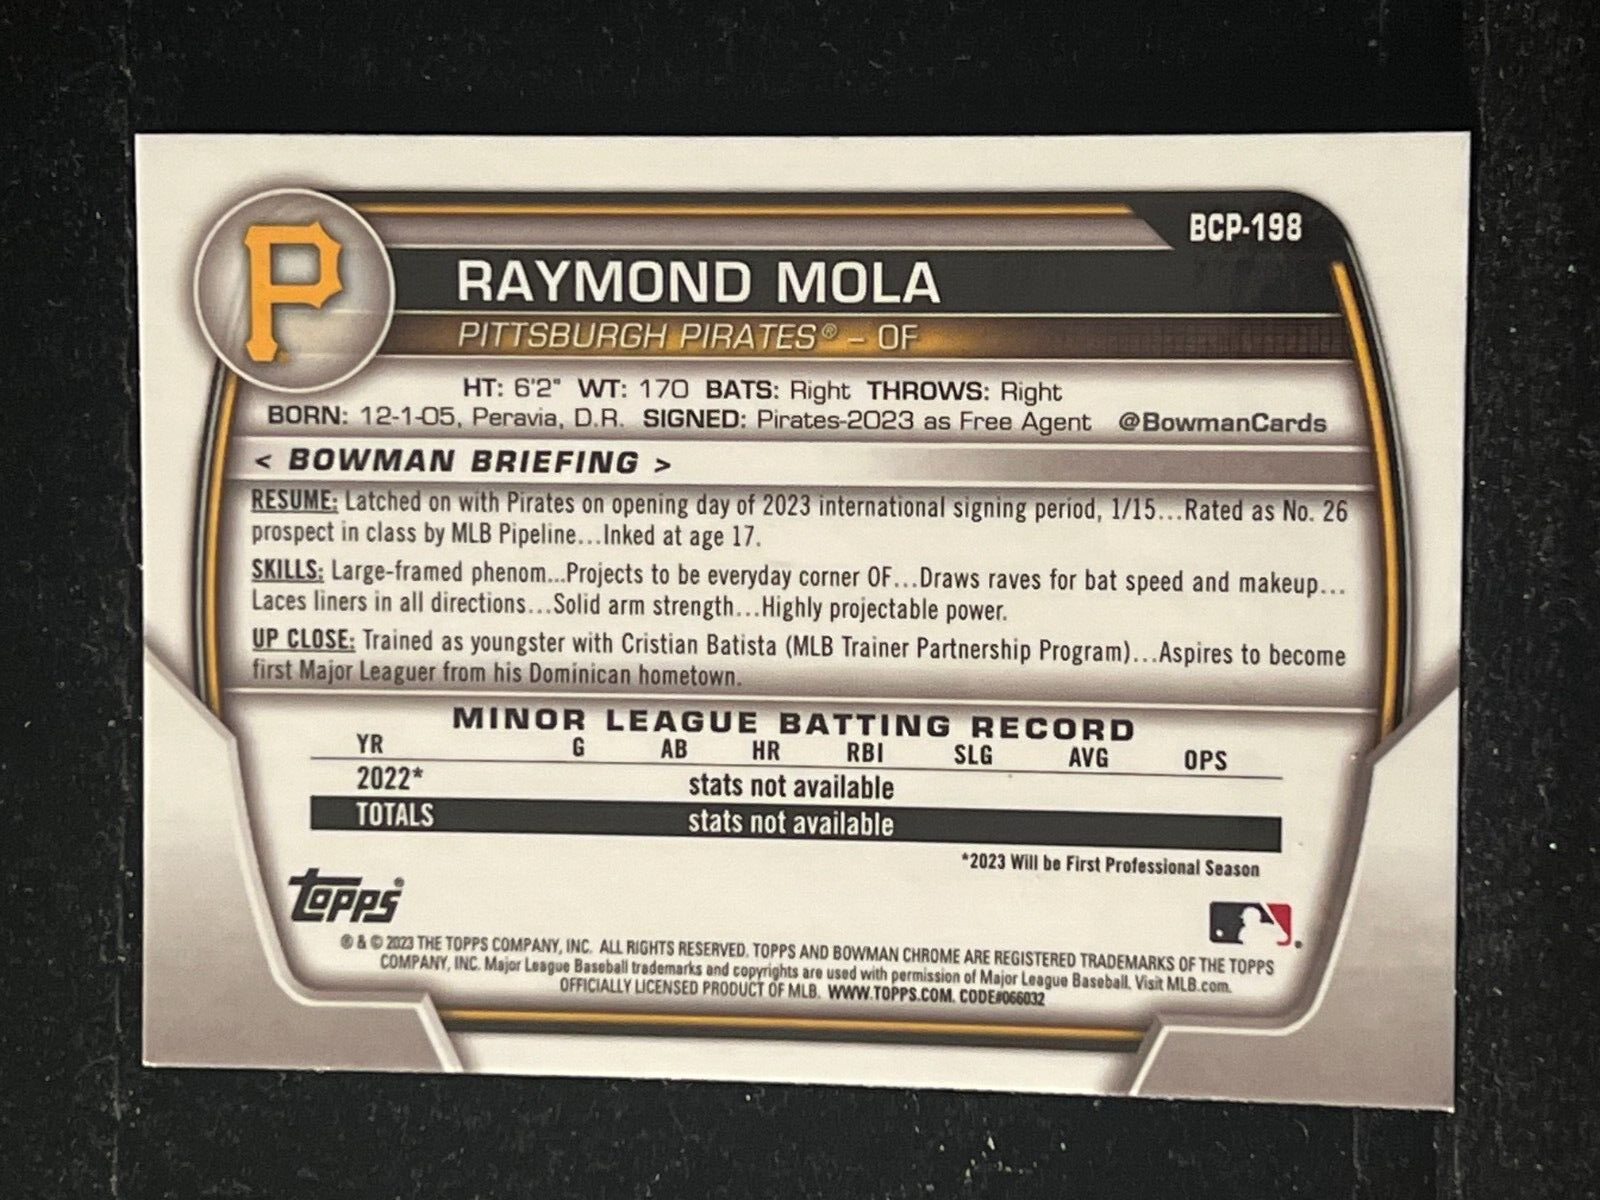 P
BCP-198
RAYMOND MOLA
PITTSBURGH PIRATES® – OF
HT: 6'2" WT: 170 BATS: Right THROWS: Right
BORN: 12-1-05, Peravia, D.R. SIGNED: Pirates-2023 as Free Agent @BowmanCards
< BOWMAN BRIEFING >
RESUME: Latched on with Pirates on opening day of 2023 international signing period, 1/15...Rated as No. 26
prospect in class by MLB Pipeline...Inked at age 17.
SKILLS: Large-framed phenom...Projects to be everyday corner OF...Draws raves for bat speed and makeup...
Laces liners in all directions...Solid arm strength...Highly projectable power.
UP CLOSE: Trained as youngster with Cristian Batista (MLB Trainer Partnership Program)...Aspires to become
first Major Leaguer from his Dominican hometown.
MINOR LEAGUE BATTING RECORD
YR G AB HR RBI SLG AVG OPS
2022* stats not available
TOTALS stats not available
*2023 Will be First Professional Season
Topps®
® & © 2023 THE TOPPS COMPANY, INC. ALL RIGHTS RESERVED. TOPPS AND BOWMAN CHROME ARE REGISTERED TRADEMARKS OF THE TOPPS
COMPANY, INC. Major League Baseball trademarks and copyrights are used with permission of Major League Baseball. Visit MLB.com.
OFFICIALLY LICENSED PRODUCT OF MLB. WWW.TOPPS.COM. CODE#066032